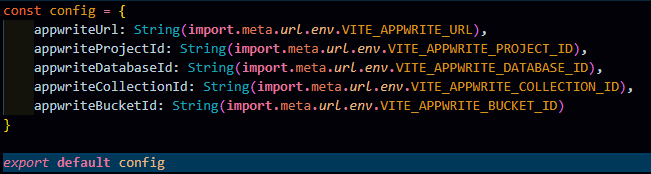 const config = {
    appwriteUrl: String(import.meta.url.env.VITE_APPWRITE_URL),
    appwriteProjectId: String(import.meta.url.env.VITE_APPWRITE_PROJECT_ID),
    appwriteDatabaseId: String(import.meta.url.env.VITE_APPWRITE_DATABASE_ID),
    appwriteCollectionId: String(import.meta.url.env.VITE_APPWRITE_COLLECTION_ID),
    appwriteBucketId: String(import.meta.url.env.VITE_APPWRITE_BUCKET_ID)
}
export default config